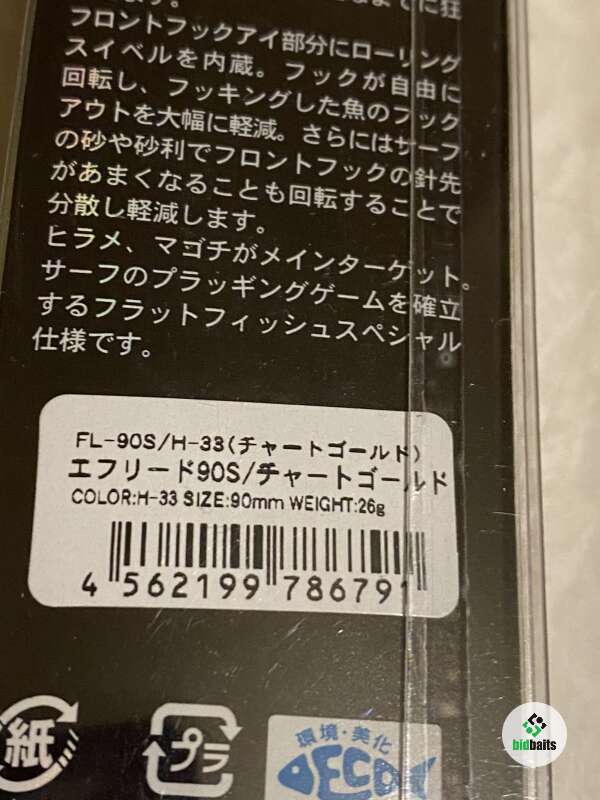 までに狂
フロントフックアイ部分にローリング
スイベルを内蔵。フックが自由に
回転し、フッキングした魚のフック
アウトを大幅に軽減。さらにはサーフ
の砂や砂利でフロントフックの針先
があまくなることも回転することで
分散し軽減します。
ヒラメ、マゴチがメインターゲット。
サーフのプラッギングゲームを確立
するフラットフィッシュスペシャル
仕様です。
FL-90S/H-33(チャートゴールド)
エフリード90S/チャートゴールド
COLOR:H-33 SIZE:90mm WEIGHT:26g
4 562199 786791
紙
プラ
環境・美化
DECO
bidbaits